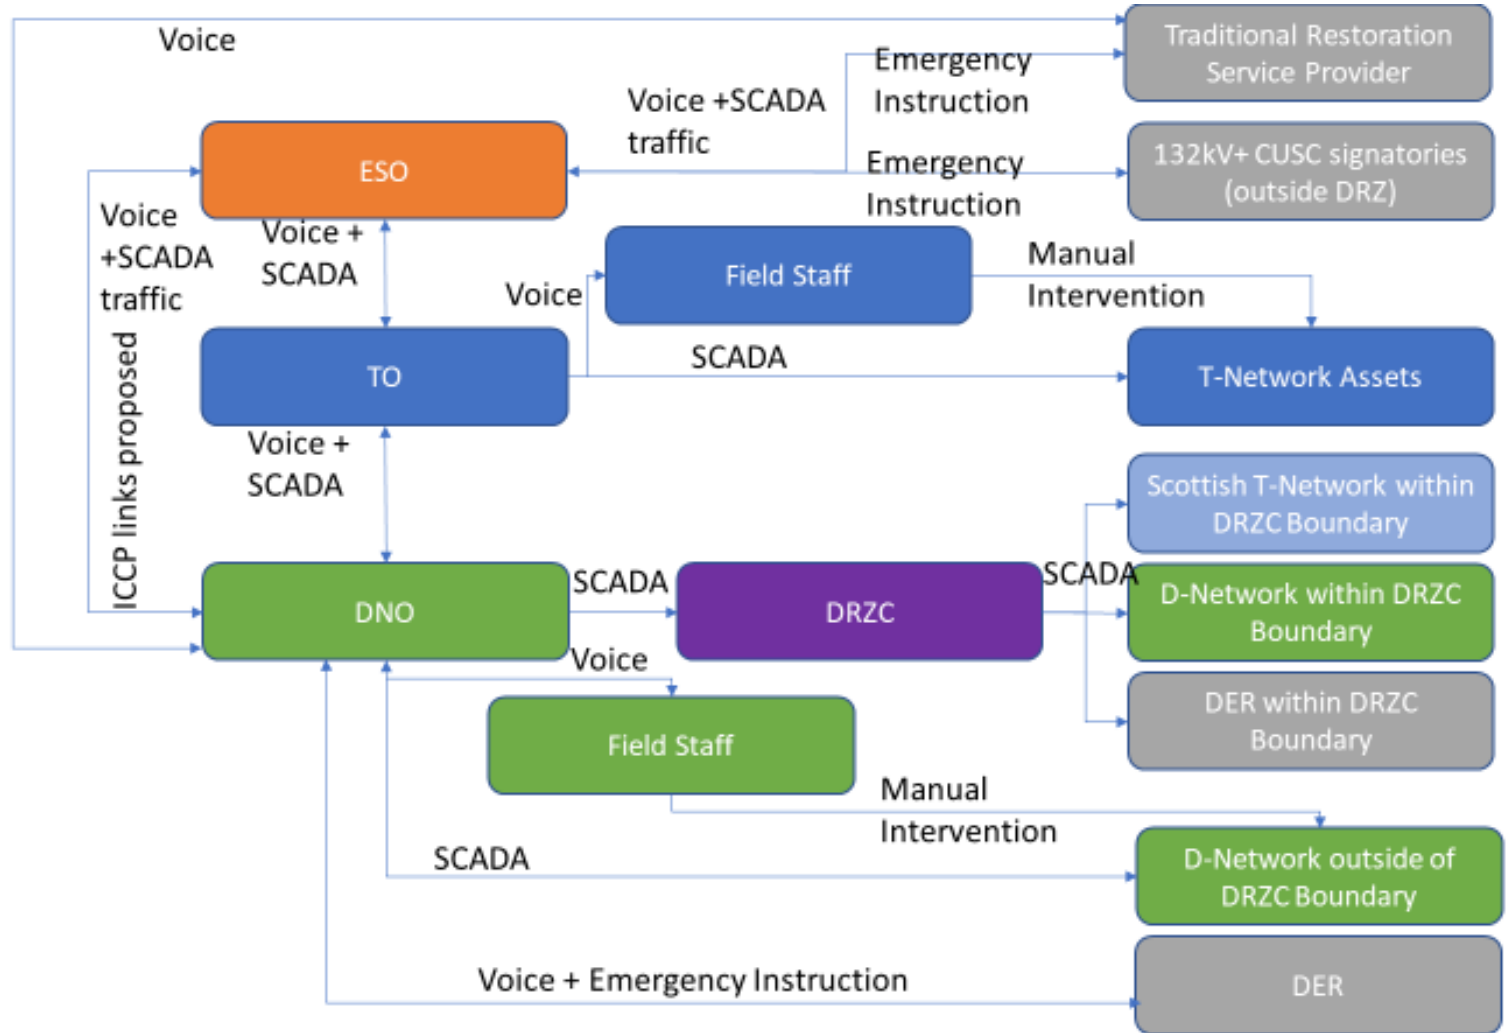 Voice
Traditional Restoration
Service Provider
Emergency
Instruction
Voice +SCADA
traffic
ESO
Emergency
Instruction
132kV+ CUSC signatories
(outside DRZ)
Voice
+SCADA
traffic
Voice +
SCADA
Field Staff
Manual
Intervention
Voice
ICCP links proposed
TO
SCADA
T-Network Assets
Voice +
SCADA
Scottish T-Network within
DRZC Boundary
DNO
SCADA
DRZC
SCADA
D-Network within DRZC
Boundary
Voice
Field Staff
DER within DRZC
Boundary
Manual
Intervention
SCADA
D-Network outside of
DRZC Boundary
Voice + Emergency Instruction
DER